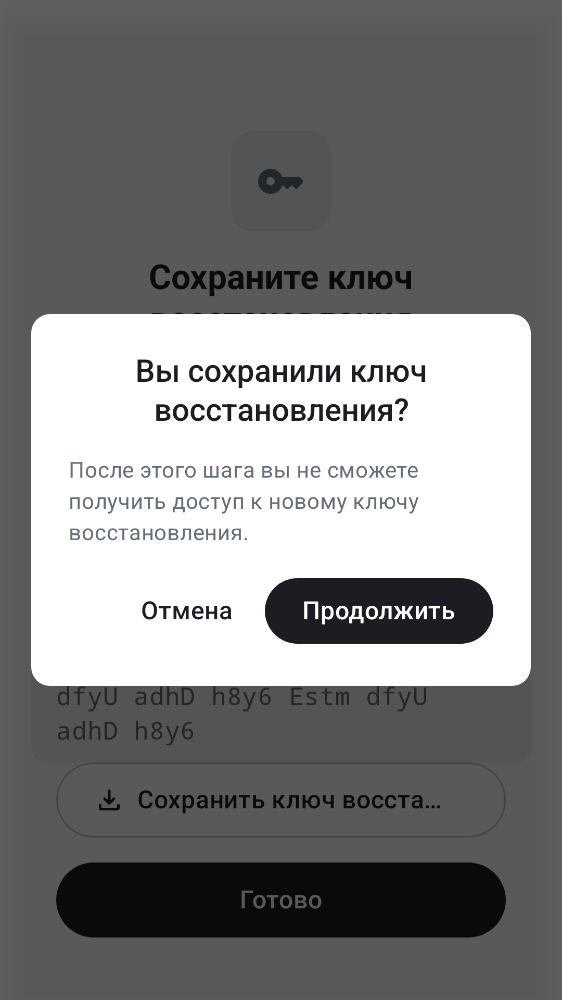 Сохраните ключ
Вы сохранили ключ
восстановления?
После этого шага вы не сможете
получить доступ к новому ключу
восстановления.
Отмена
Продолжить
dfyU adhD h8y6 Estm dfyU
adhD h8y6
Сохранить ключ восста…
Готово